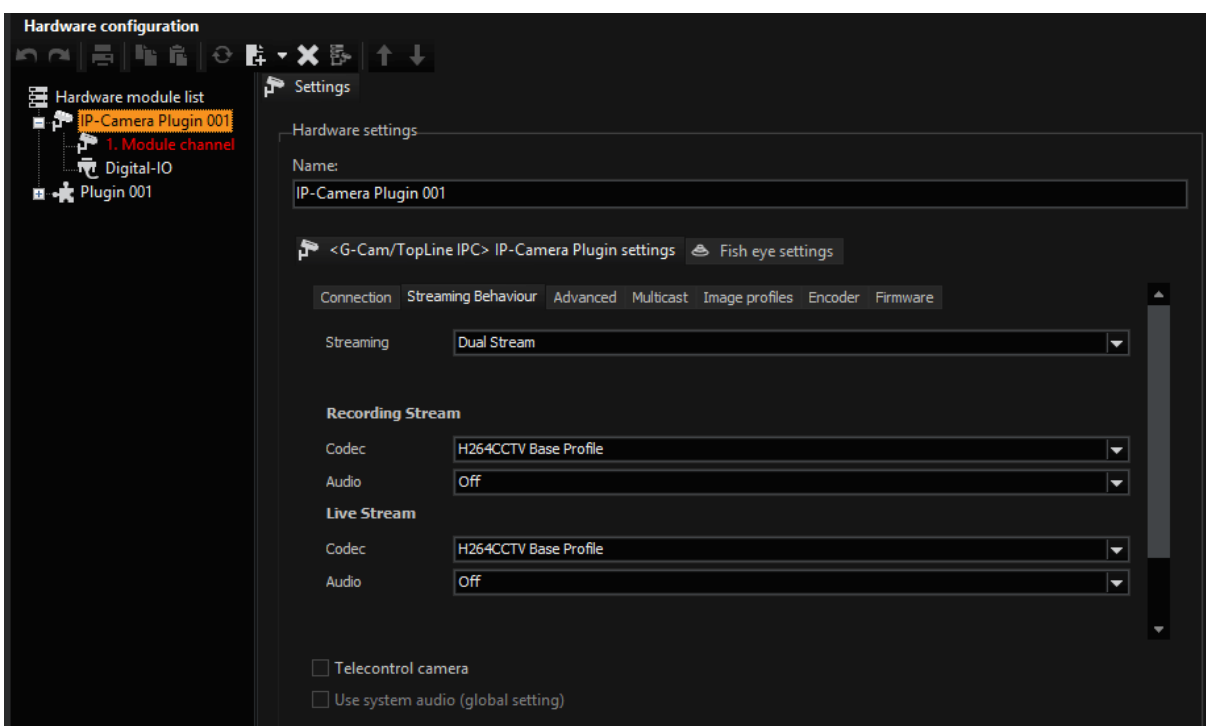 Hardware configuration
Hardware module list
IP-Camera Plugin 001
1. Module channel
Digital-IO
Plugin 001
Settings
Hardware settings
Name:
IP-Camera Plugin 001
<G-Cam/TopLine IPC> IP-Camera Plugin settings Fish eye settings
Connection Streaming Behaviour Advanced Multicast Image profiles Encoder Firmware
Streaming Dual Stream
Recording Stream
Codec H264CCTV Base Profile
Audio Off
Live Stream
Codec H264CCTV Base Profile
Audio Off
Telecontrol camera
Use system audio (global setting)